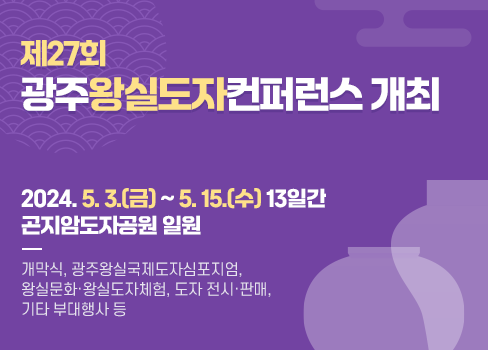 제27회
광주왕실도자컨퍼런스 개최
2024. 5. 3.(금) ~ 5. 15.(수) 13일간
곤지암도자공원 일원
개막식, 광주왕실국제도자심포지엄,
왕실문화·왕실도자체험, 도자 전시·판매,
기타 부대행사 등